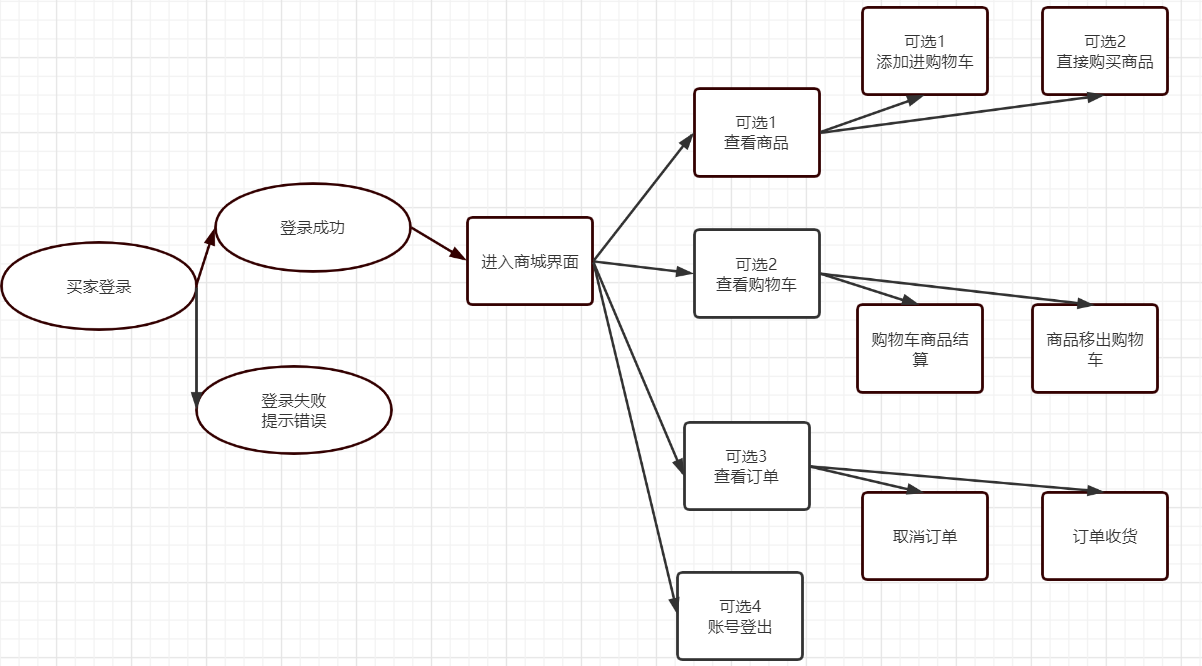 买家登录
登录成功
登录失败
提示错误
进入商城界面
可选1
查看商品
可选1
添加进购物车
可选2
直接购买商品
可选2
查看购物车
购物车商品结
算
商品移出购物
车
可选3
查看订单
取消订单
订单收货
可选4
账号登出